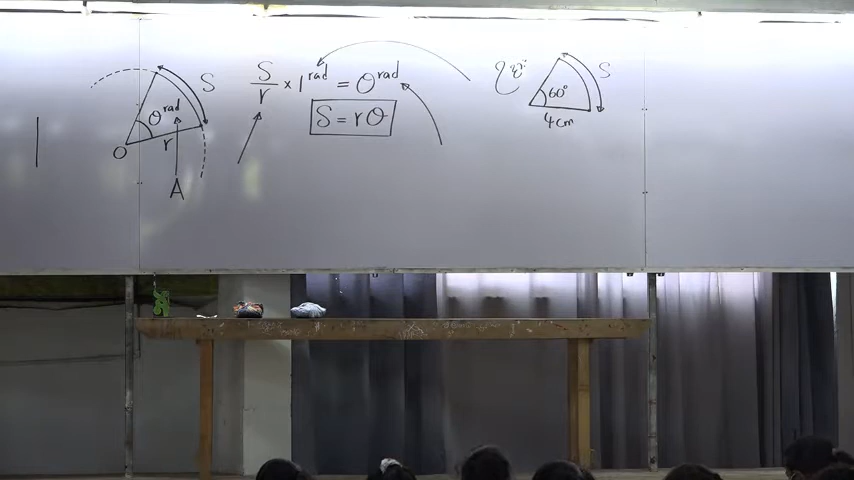 θ^rad
S
r
O
A
S/r × 1^rad = θ^rad
S = rθ
60°
S
4cm